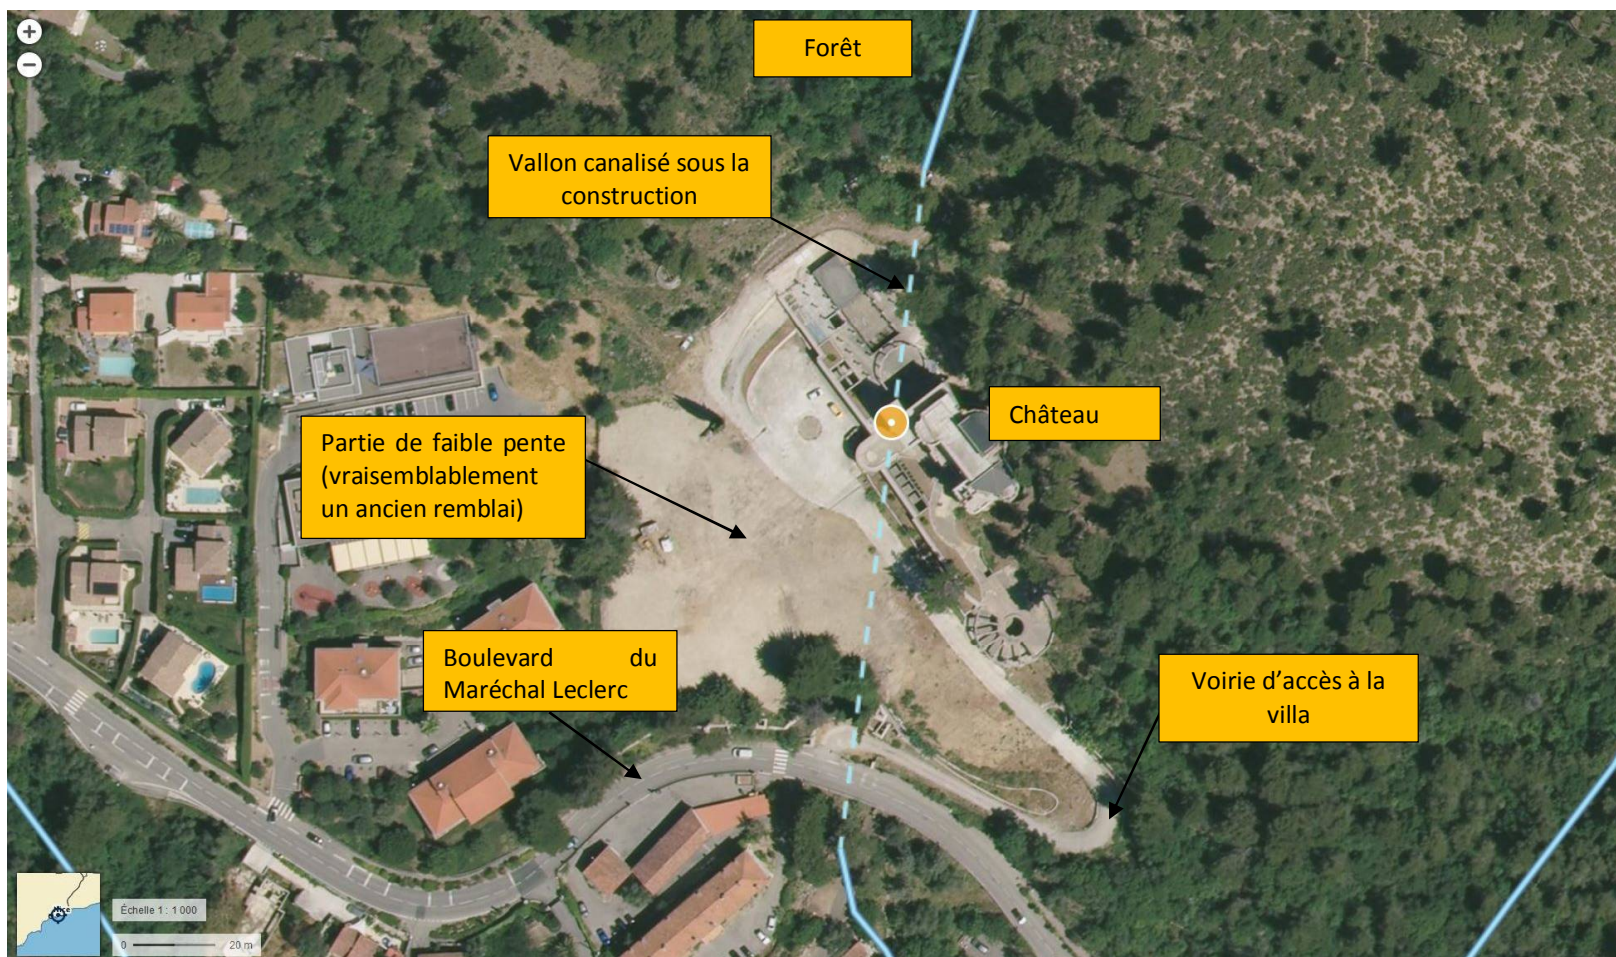 Forêt
Vallon canalisé sous la
construction
Château
Partie de faible pente
(vraisemblablement
un ancien remblai)
Boulevard du
Maréchal Leclerc
Voirie d’accès à la
villa
Nice
Échelle 1 : 1 000
0 20 m